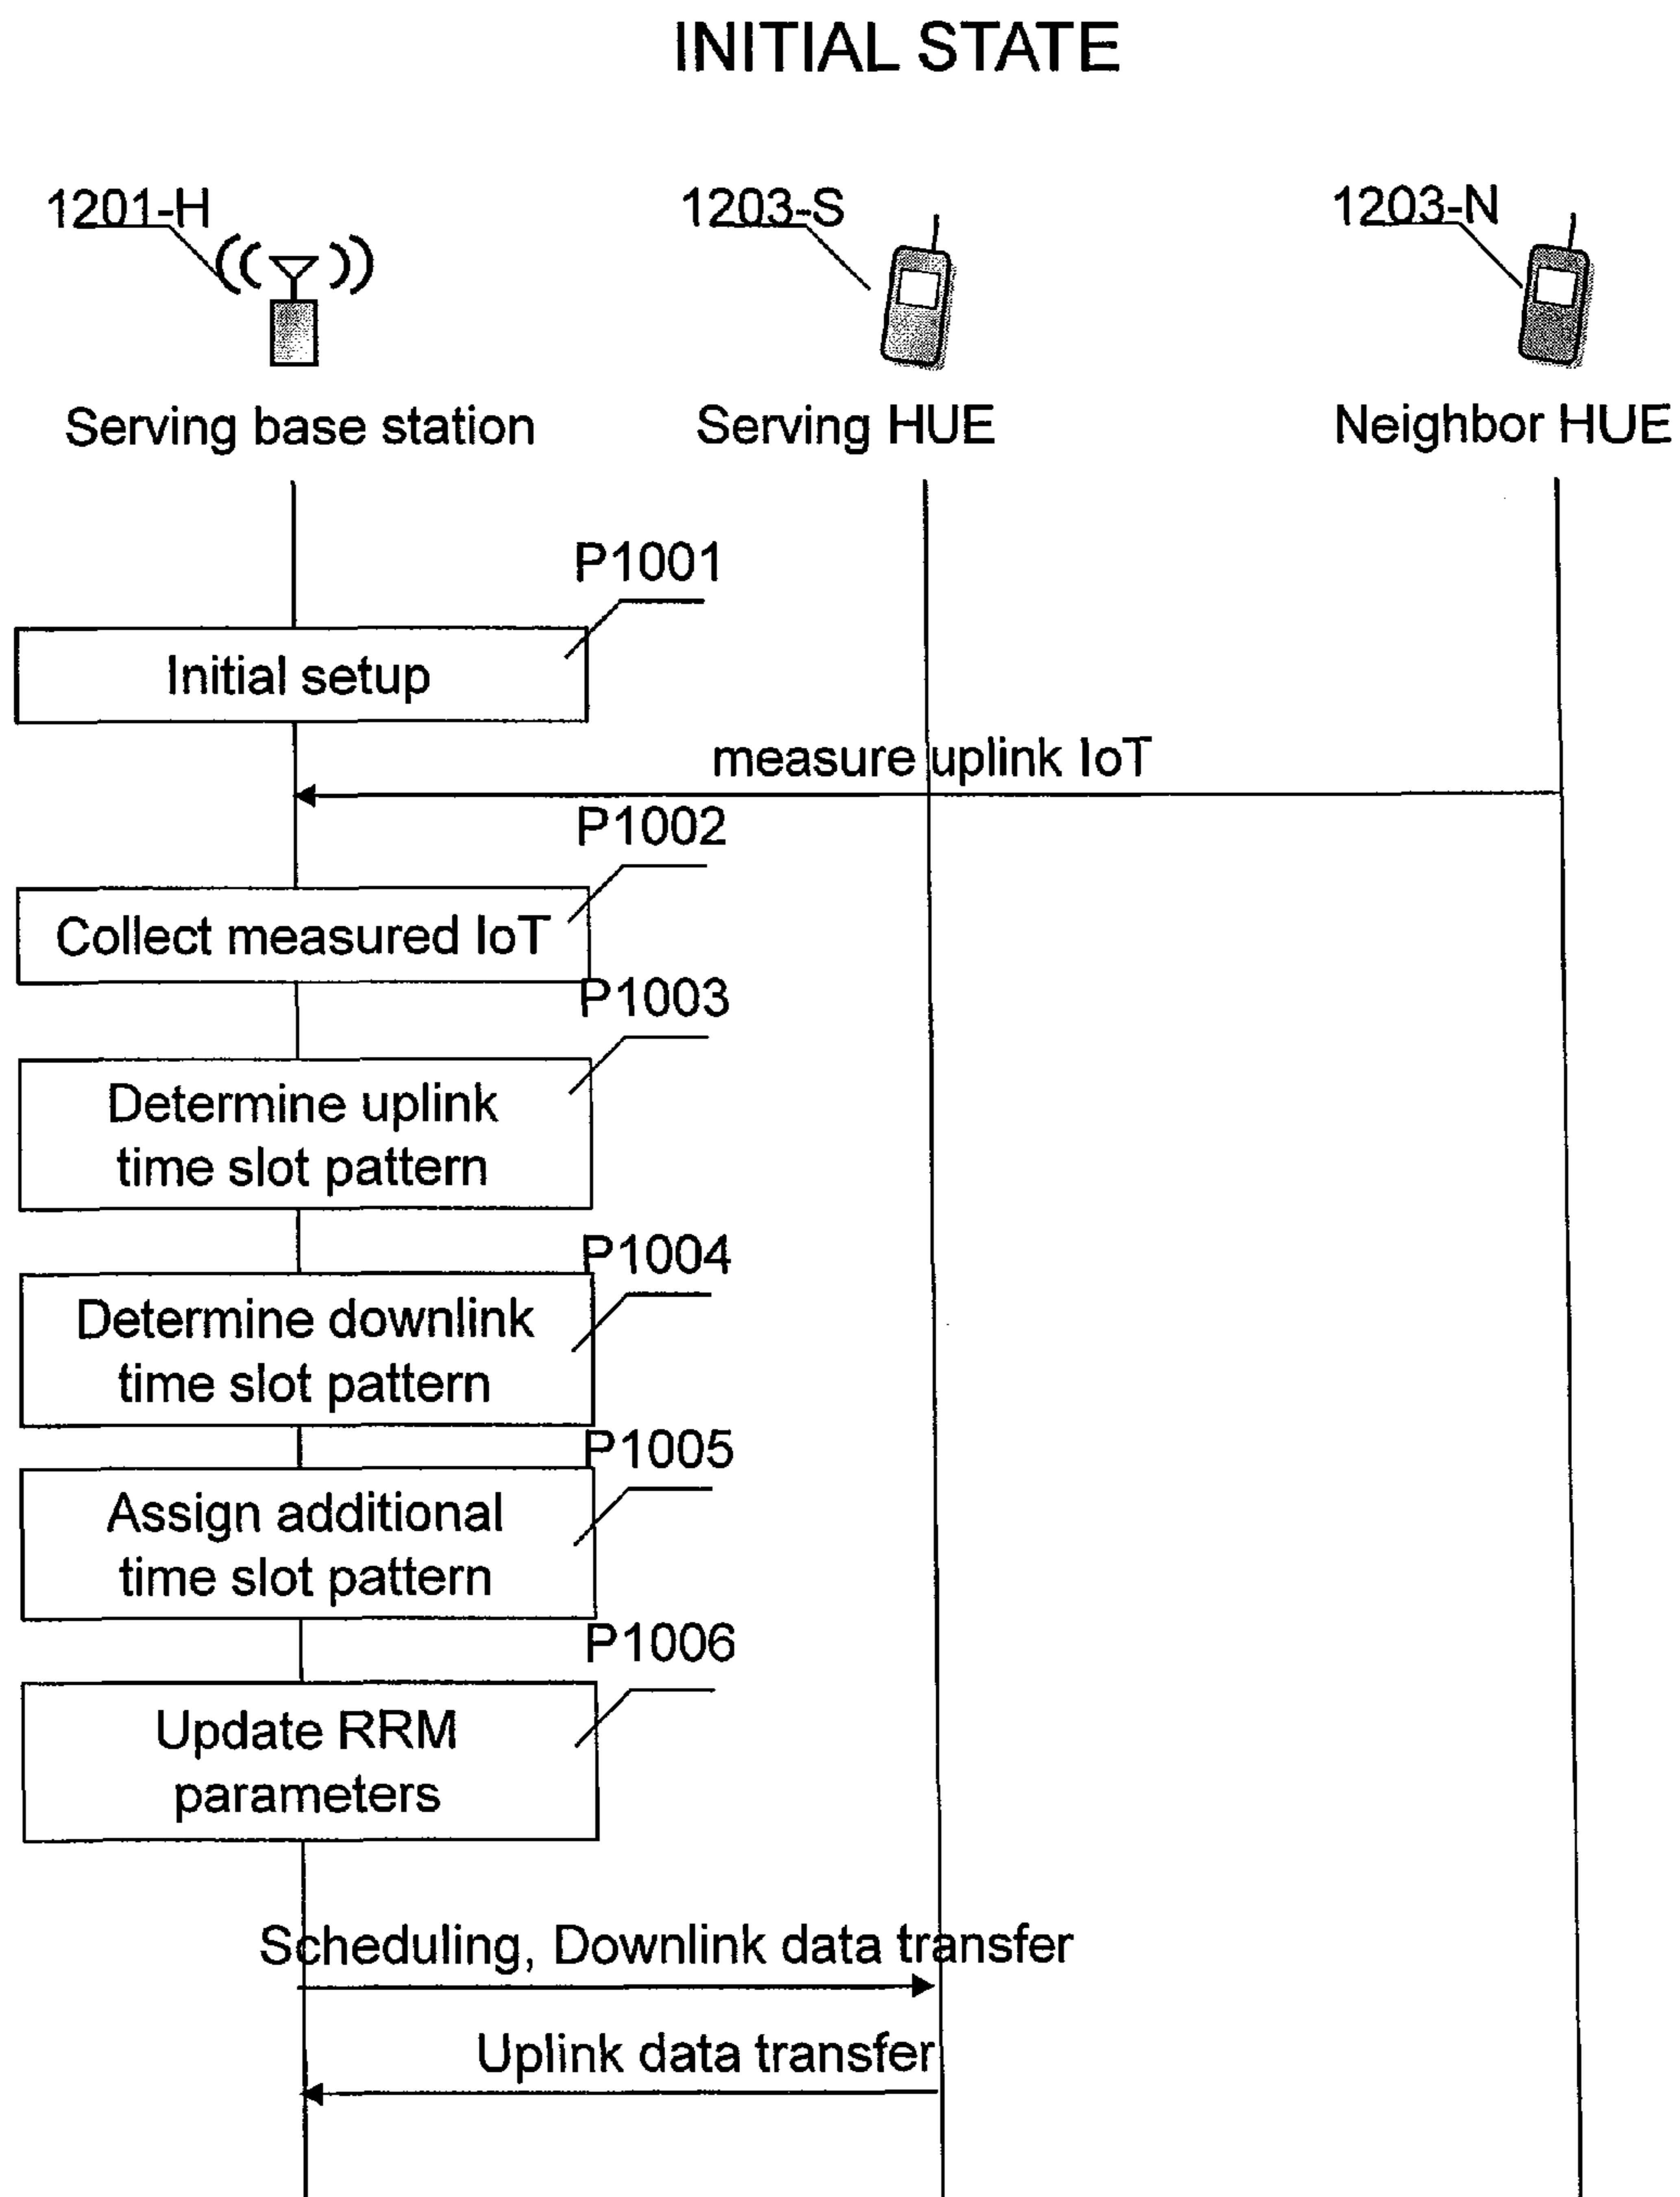 INITIAL STATE
1201-H
1203-S
1203-N
Serving base station
Serving HUE
Neighbor HUE
P1001
Initial setup
measure uplink IoT
P1002
Collect measured IoT
P1003
Determine uplink
time slot pattern
P1004
Determine downlink
time slot pattern
P1005
Assign additional
time slot pattern
P1006
Update RRM
parameters
Scheduling, Downlink data transfer
Uplink data transfer